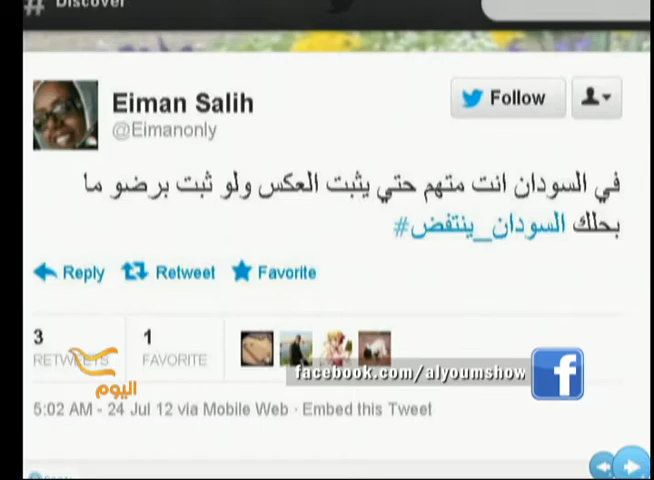 # Discover
Eiman Salih
@Eimanonly
Follow
في السودان انت متهم حتي يثبت العكس ولو ثبت برضو ما
بحلك السودان_ينتفض#
Reply Retweet Favorite
3
RETWEETS
1
FAVORITE
facebook.com/alyoumshow
f
اليوم
5:02 AM - 24 Jul 12 via Mobile Web · Embed this Tweet